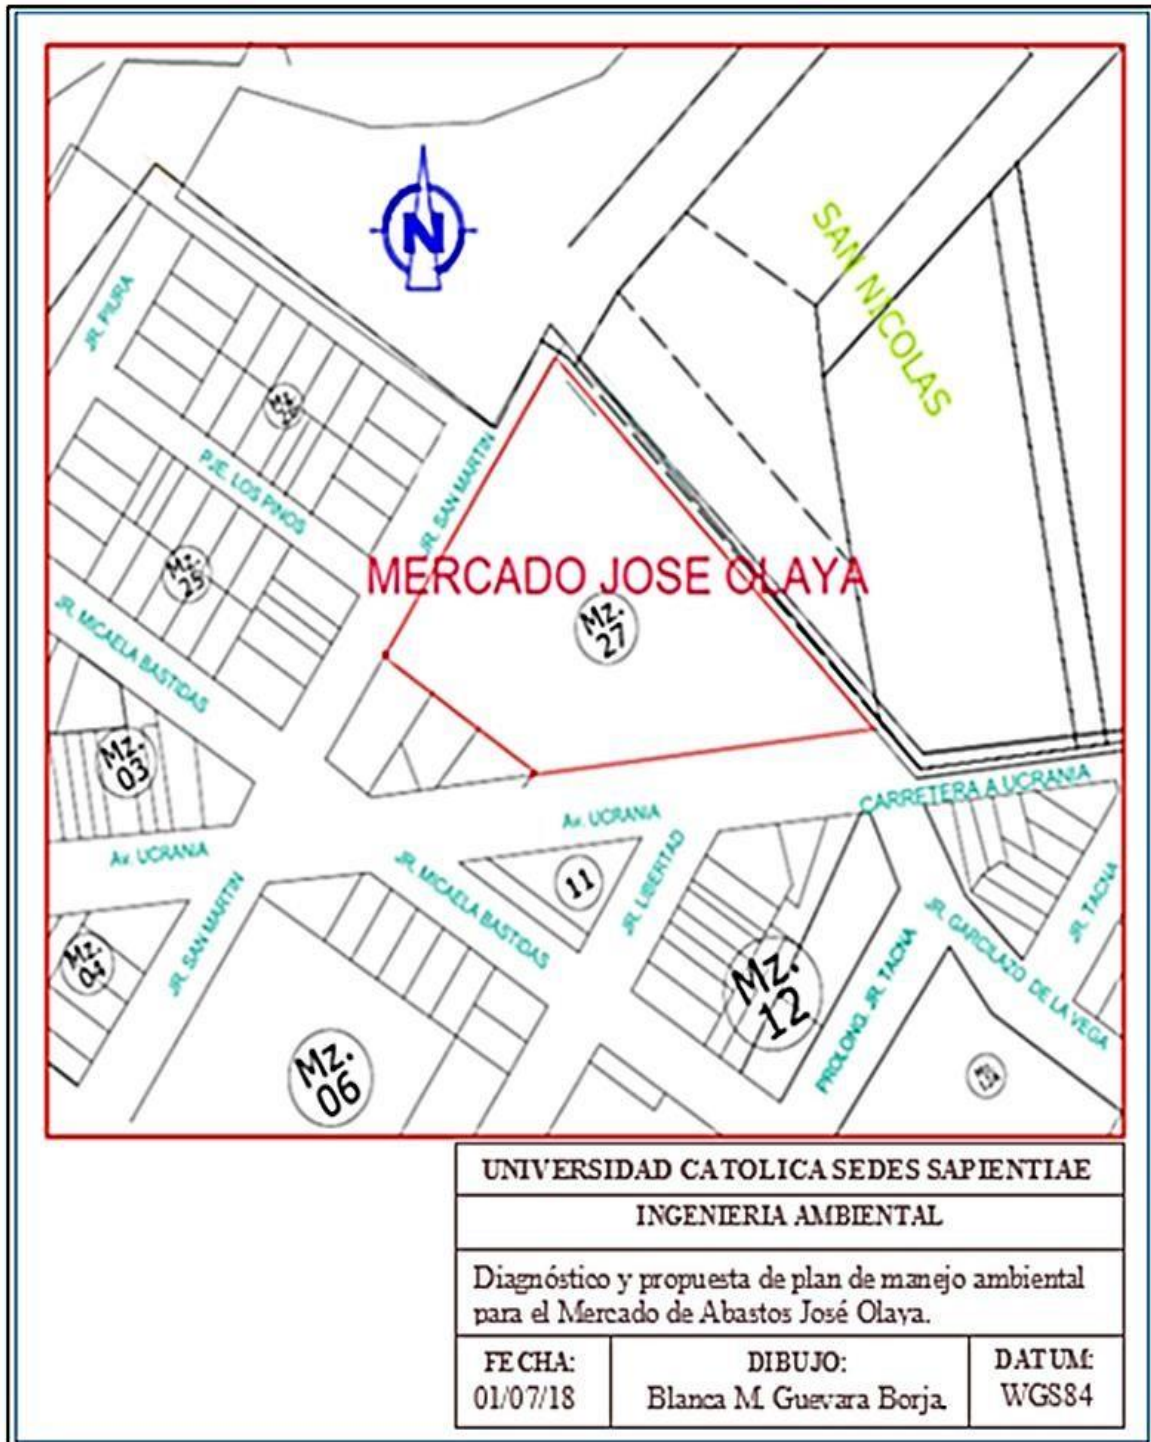 N
SAN NICOLAS
JR. PIURA
Mz.
PJE. LOS PINOS
JR. SAN MARTIN
MERCADO JOSE OLAYA
Mz.
25
Mz.
27
JR. MICAELA BASTIDAS
Mz.
03
Av. UCRANIA
Av. UCRANIA
CARRETERA A UCRANIA
JR. MICAELA BASTIDAS
11
JR. LIBERTAD
JR. SAN MARTIN
Mz.
04
Mz.
12
JR. TACNA
JR. GARCILAZO DE LA VEGA
PROLONG. JR. TACNA
Mz.
06
UNIVERSIDAD CATOLICA SEDES SAPIENTIAE
INGENIERIA AMBIENTAL
Diagnóstico y propuesta de plan de manejo ambiental
para el Mercado de Abastos José Olaya.
FECHA:
01/07/18
DIBUJO:
Blanca M. Guevara Borja.
DATUM:
WGS84